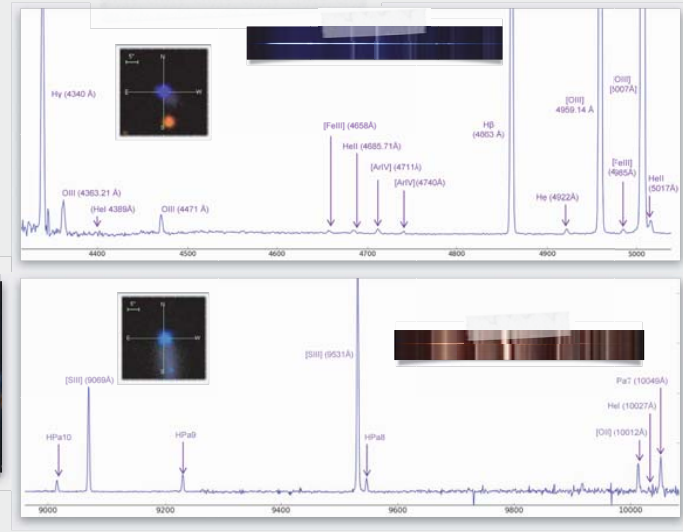 Hγ (4340 Å)
OIII (4363.21 Å)
(HeI 4389Å)
OIII (4471 Å)
5"
N
E
W
S
[FeIII] (4658Å)
HeII (4685.71Å)
[ArIV] (4711Å)
[ArIV](4740Å)
Hβ
(4863 Å)
[OIII]
4959.14 Å
[OIII]
[5007Å]
He (4922Å)
HeII
(5017Å)
4400
4500
4600
4700
4800
4900
5000
[SIII] (9069Å)
HPa10
HPa9
5"
N
E
W
S
[SIII] (9531Å)
HPa8
Pa7 (10049Å)
HeI (10027Å)
[OII] (10012Å)
9000
9200
9400
9600
9800
10000